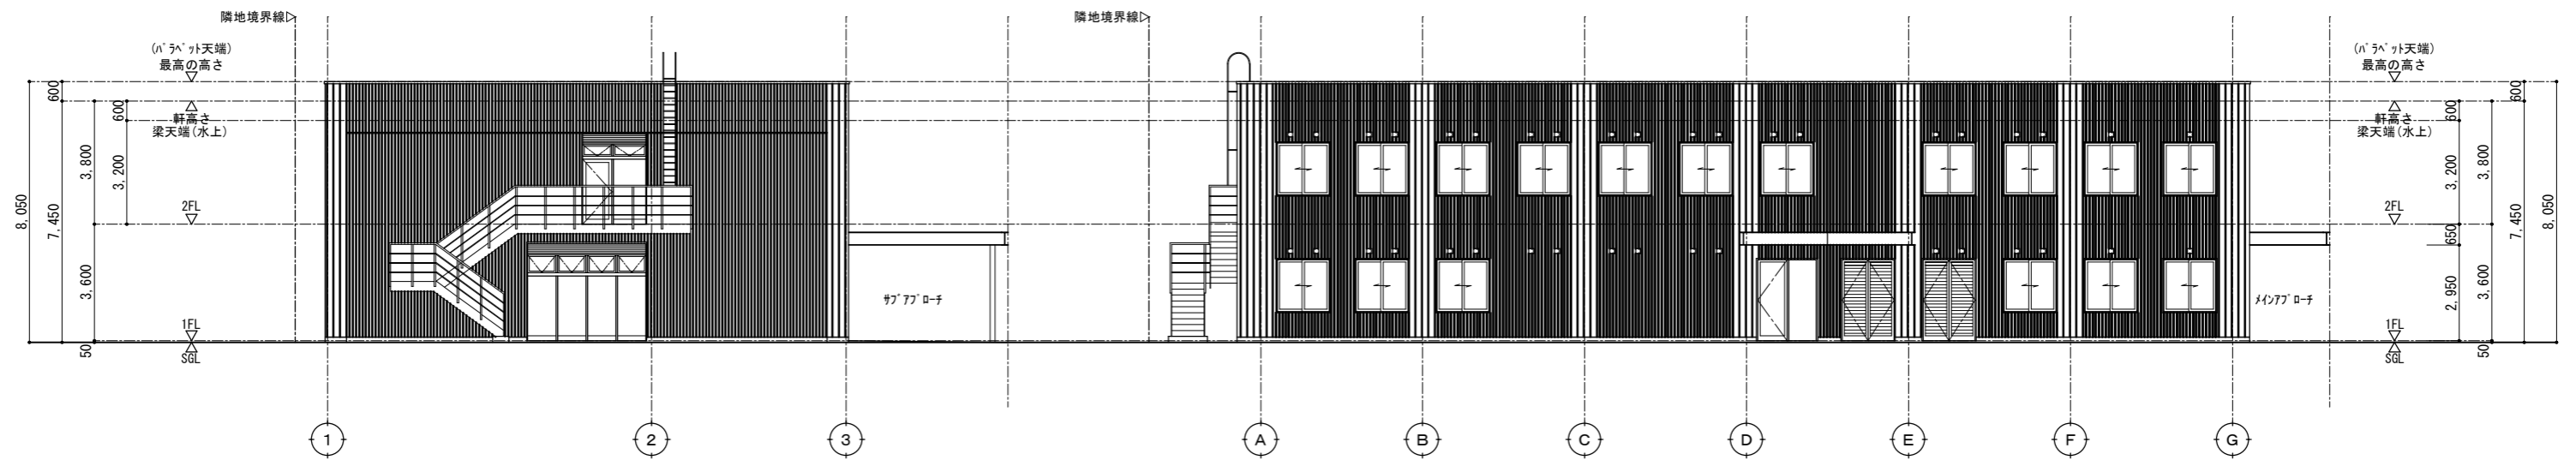 隣地境界線▷
隣地境界線▷
(ﾊﾟﾗﾍﾟｯﾄ天端)
最高の高さ
(ﾊﾟﾗﾍﾟｯﾄ天端)
最高の高さ
600
600
軒高さ
梁天端(水上)
600
600
軒高さ
梁天端(水上)
8,050
7,450
3,800
3,200
3,200
3,800
7,450
8,050
2FL
2FL
650
3,600
ｻﾌﾞｱﾌﾟﾛｰﾁ
ﾒｲﾝｱﾌﾟﾛｰﾁ
2,950
3,600
1FL
1FL
50
SGL
SGL
50
1
2
3
A
B
C
D
E
F
G